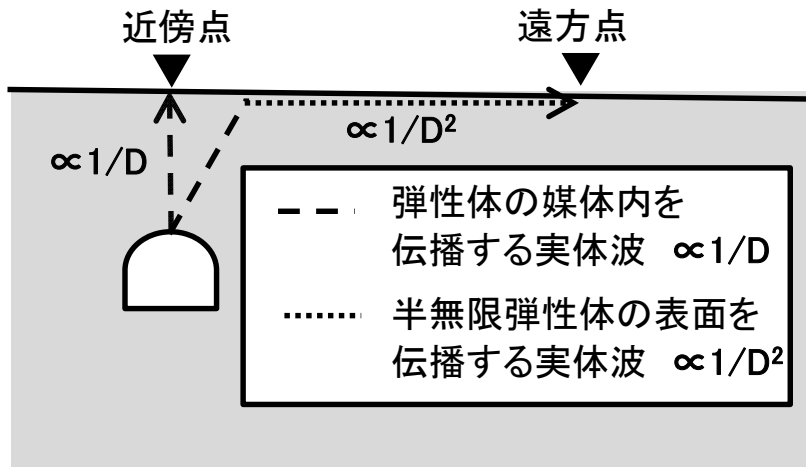 近傍点
遠方点
∝1/D
∝1/D²
弾性体の媒体内を
伝播する実体波 ∝1/D
半無限弾性体の表面を
伝播する実体波 ∝1/D²